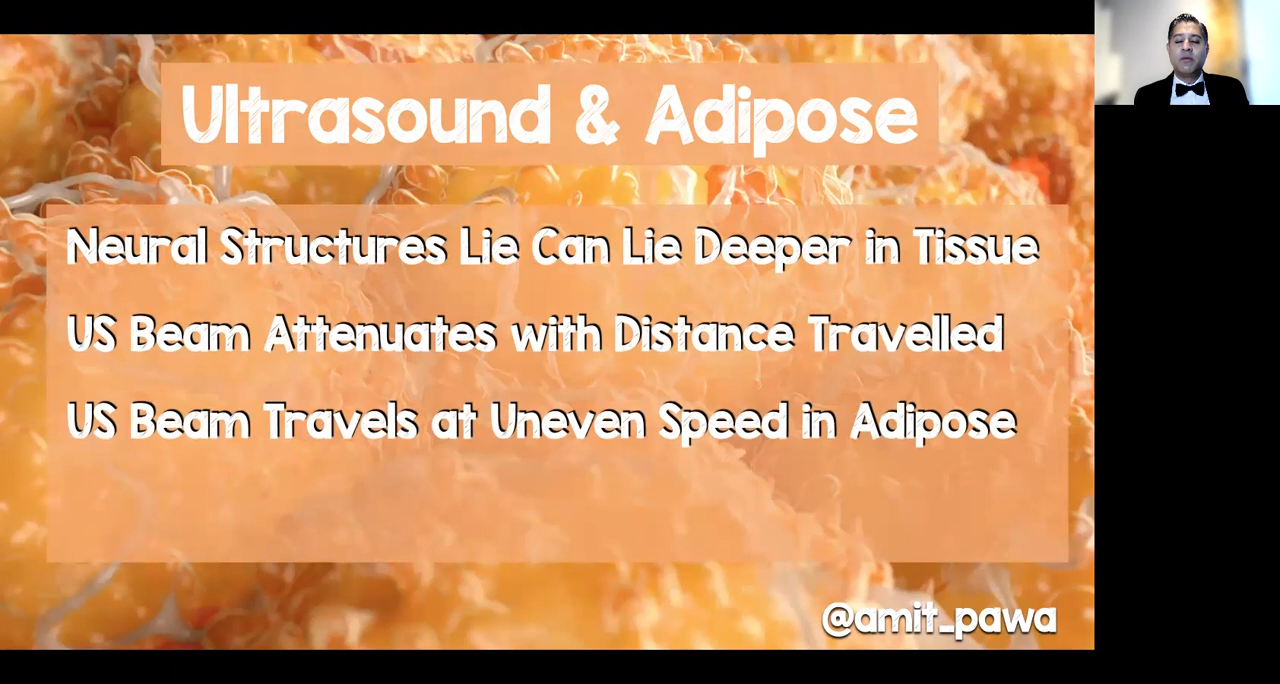 Ultrasound & Adipose
Neural Structures Lie Can Lie Deeper in Tissue
US Beam Attenuates with Distance Travelled
US Beam Travels at Uneven Speed in Adipose
@amit_pawa